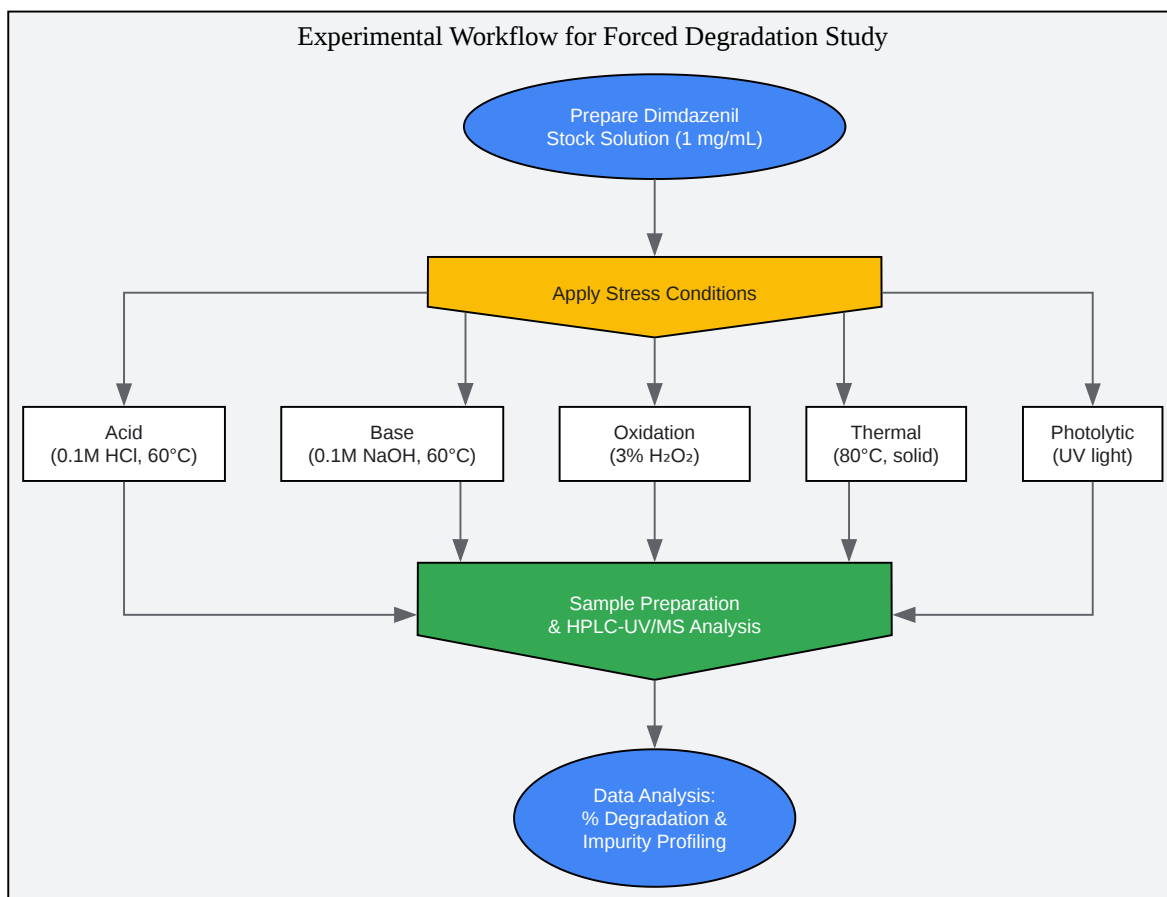 Experimental Workflow for Forced Degradation Study
Prepare Dimdazenil
Stock Solution (1 mg/mL)
Apply Stress Conditions
Acid
(0.1M HCl, 60°C)
Base
(0.1M NaOH, 60°C)
Oxidation
(3% H₂O₂)
Thermal
(80°C, solid)
Photolytic
(UV light)
Sample Preparation
& HPLC-UV/MS Analysis
Data Analysis:
% Degradation &
Impurity Profiling